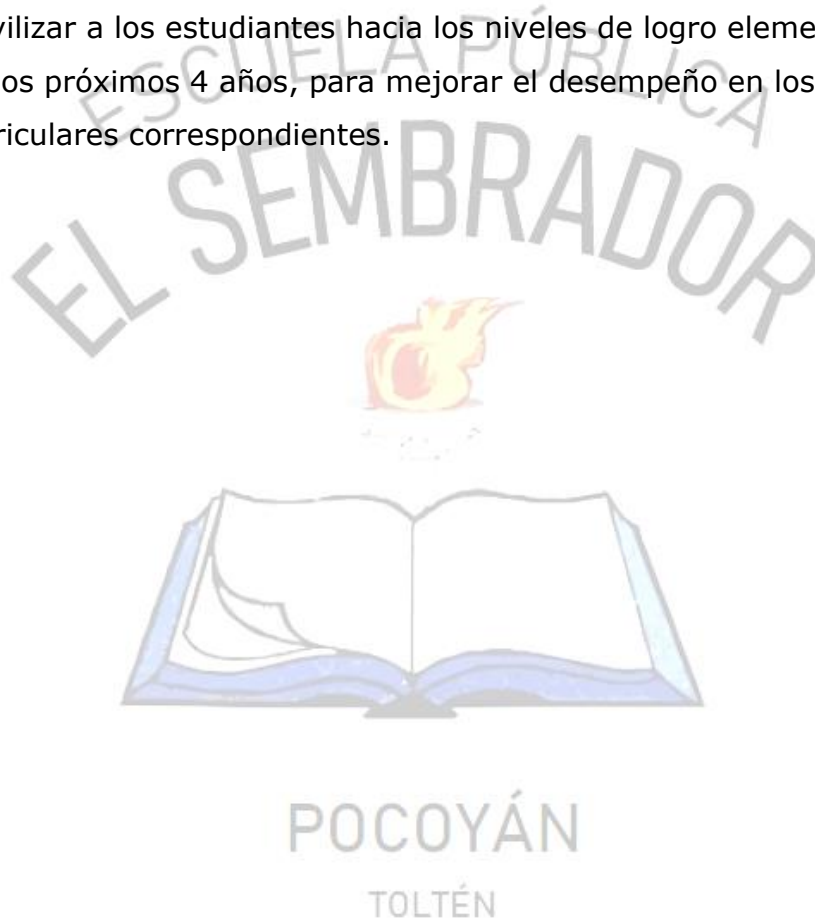 vilizar a los estudiantes hacia los niveles de logro eleme
os próximos 4 años, para mejorar el desempeño en los
riculares correspondientes.
ESCUELA PÚBLICA
EL SEMBRADOR
POCOYÁN
TOLTÉN